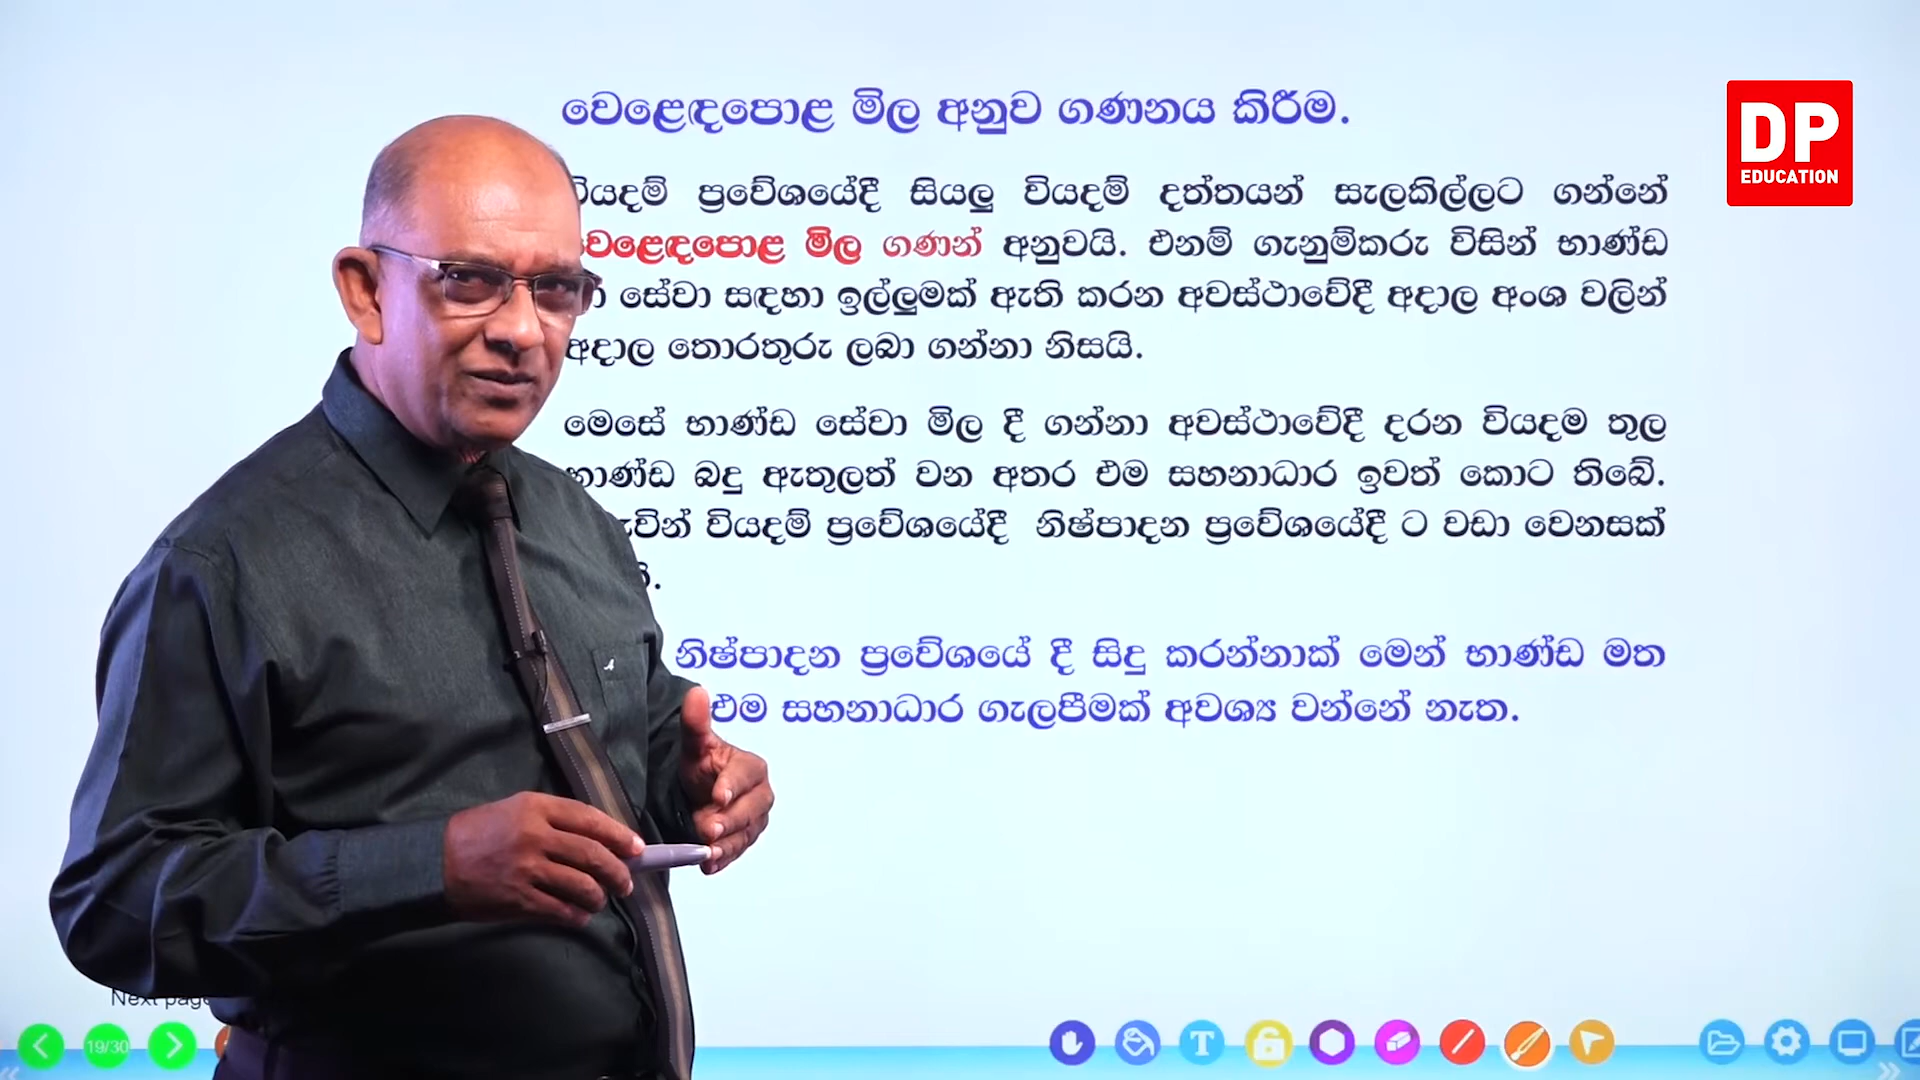 වෙළෙඳපොළ මිල අනුව ගණනය කිරීම.
DP
EDUCATION
ප්‍රවේශයේදී සියලු වියදම් දත්තයන් සැලකිල්ලට ගන්නේ
වෙළෙඳපොළ මිල ගණන් අනුවයි. එනම් ගැනුම්කරු විසින් භාණ්ඩ
සේවා සඳහා ඉල්ලුමක් ඇති කරන අවස්ථාවේදී අදාල අංශ වලින්
අදාල තොරතුරු ලබා ගන්නා නිසයි.
මෙසේ භාණ්ඩ සේවා මිල දී ගන්නා අවස්ථාවේදී දරන වියදම තුල
භාණ්ඩ බදු ඇතුලත් වන අතර එම සහනාධාර ඉවත් කොට තිබේ.
වියදම් ප්‍රවේශයේදී නිෂ්පාදන ප්‍රවේශයේදී ට වඩා වෙනසක්
නිෂ්පාදන ප්‍රවේශයේ දී සිදු කරන්නාක් මෙන් භාණ්ඩ මත
එම සහනාධාර ගැලපීමක් අවශ්‍ය වන්නේ නැත.
Next page
19/30